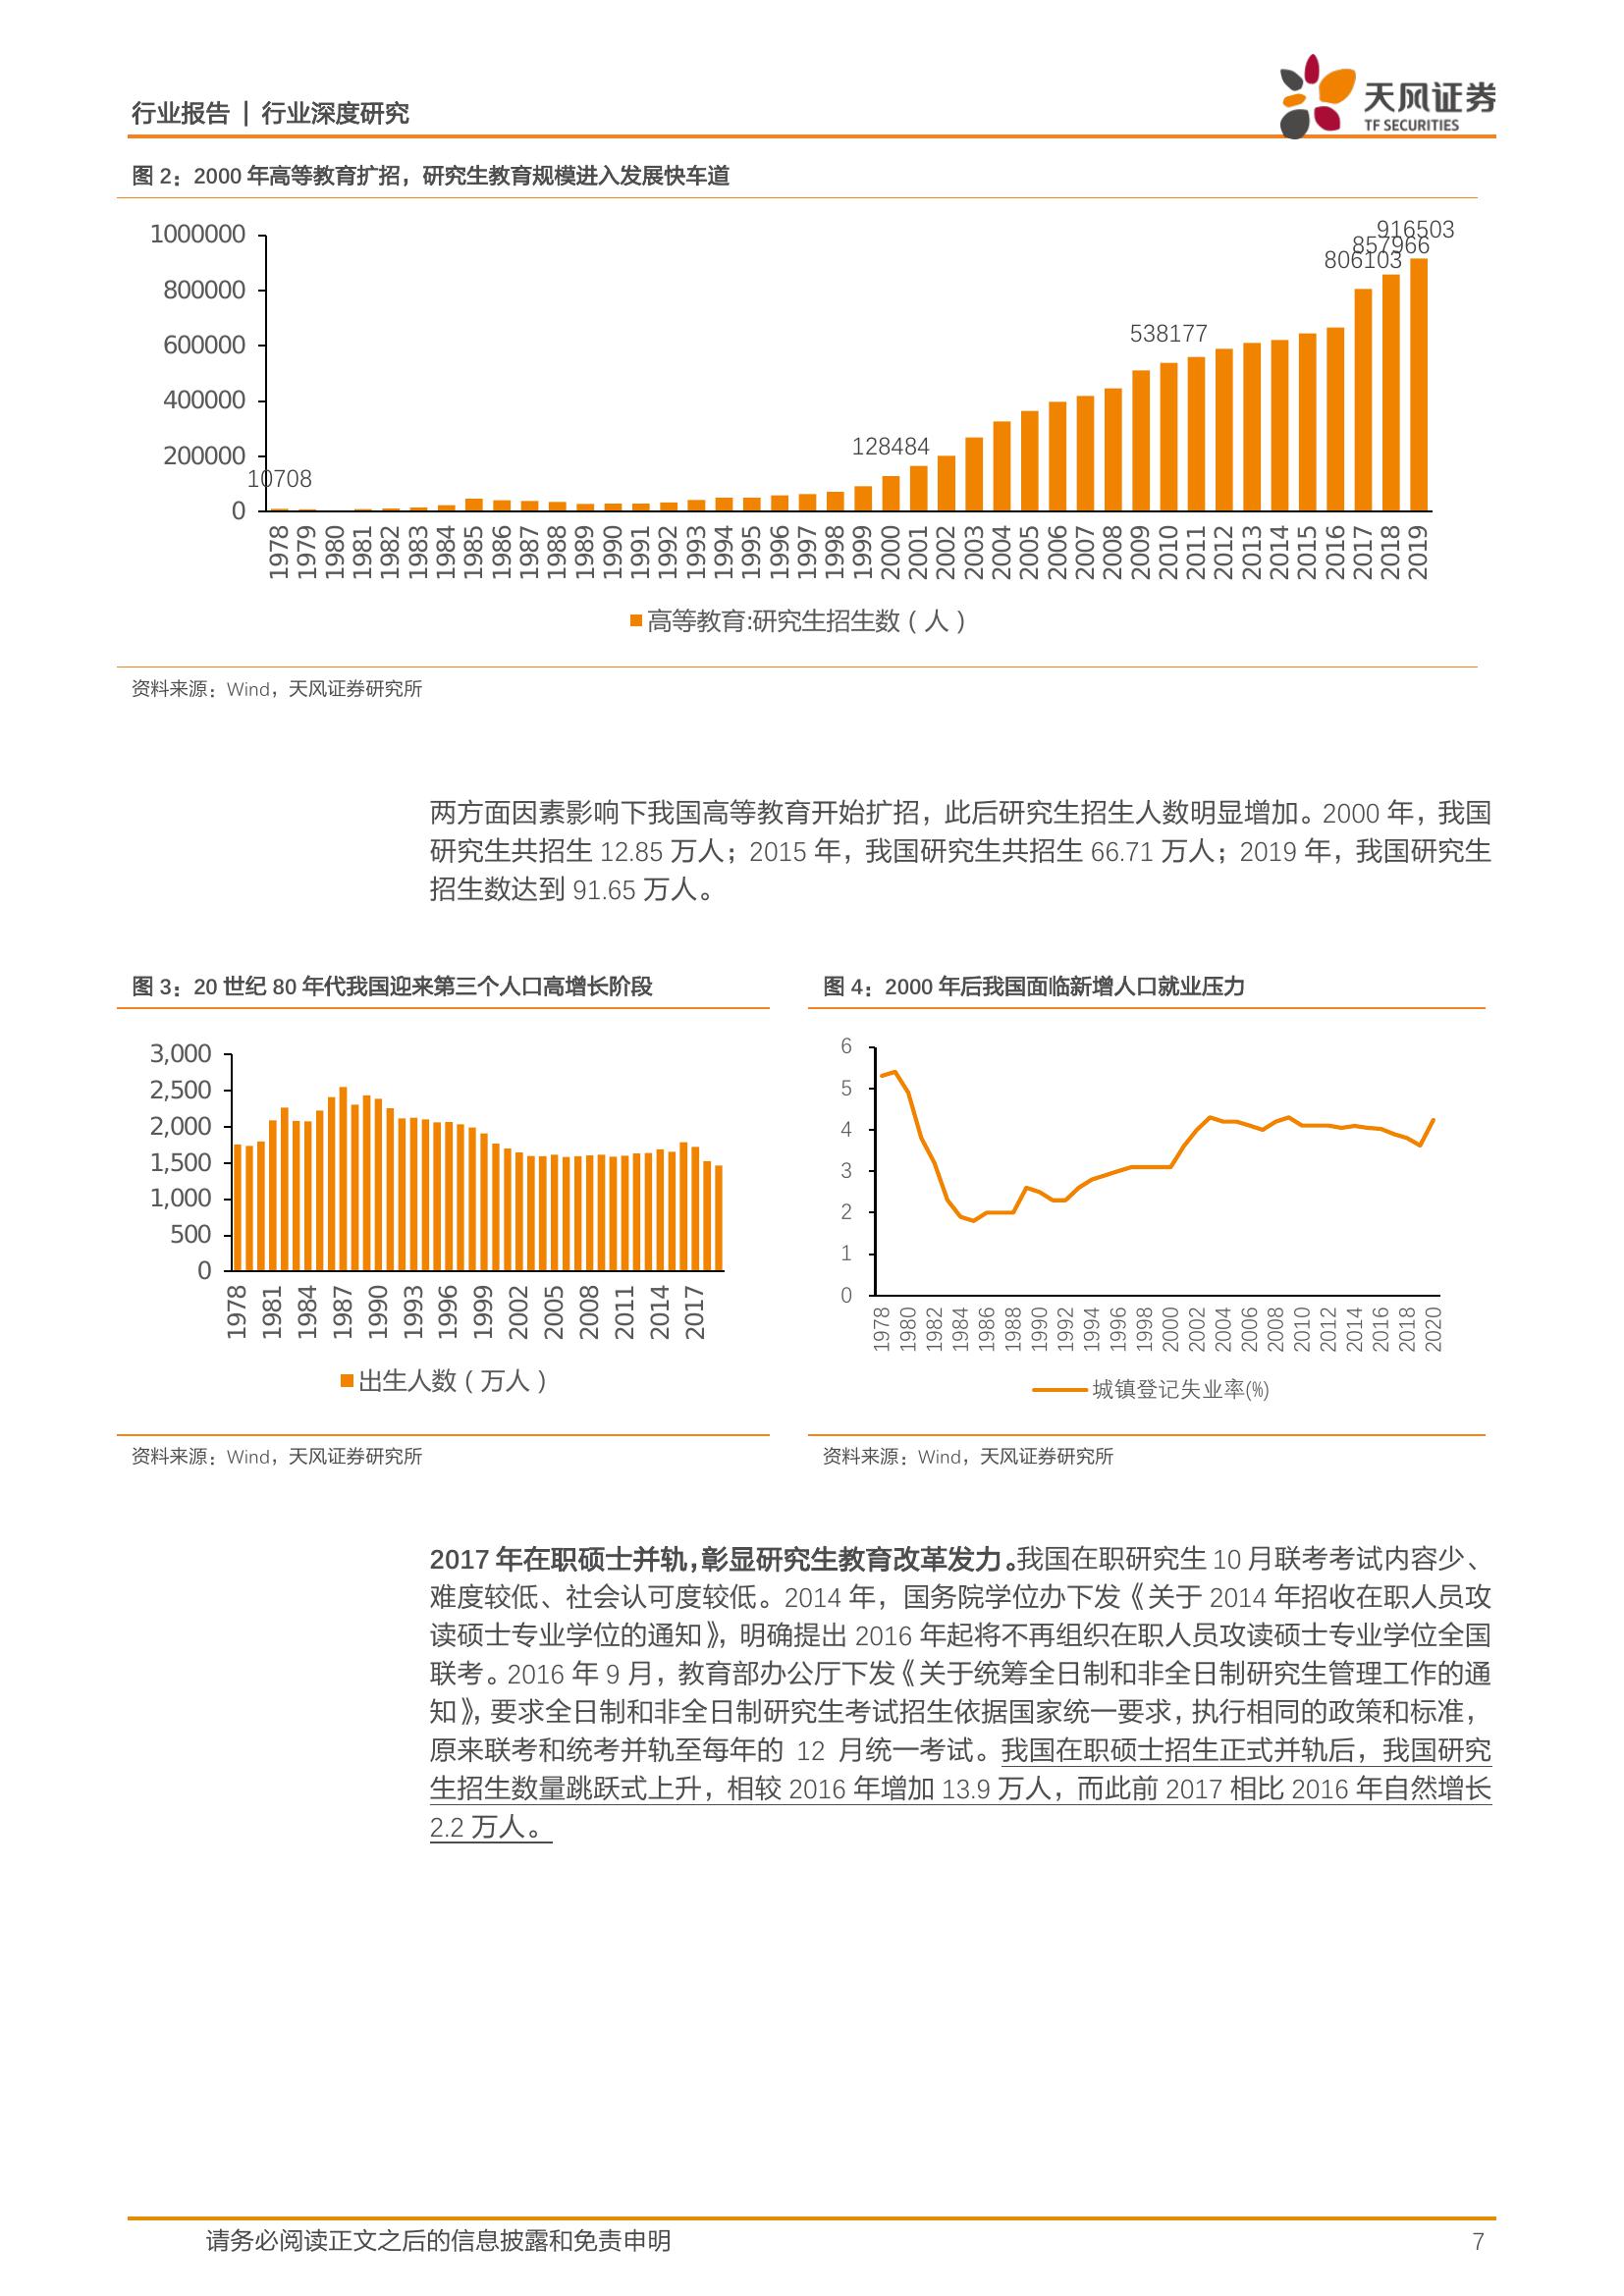 行业报告 | 行业深度研究
天风证券
TF SECURITIES
图 2：2000 年高等教育扩招，研究生教育规模进入发展快车道
1000000
800000
600000
400000
200000
0
10708
128484
538177
806103
857966
916503
1978 1979 1980 1981 1982 1983 1984 1985 1986 1987 1988 1989 1990 1991 1992 1993 1994 1995 1996 1997 1998 1999 2000 2001 2002 2003 2004 2005 2006 2007 2008 2009 2010 2011 2012 2013 2014 2015 2016 2017 2018 2019
高等教育:研究生招生数（人）
资料来源：Wind，天风证券研究所
两方面因素影响下我国高等教育开始扩招，此后研究生招生人数明显增加。2000 年，我国
研究生共招生 12.85 万人；2015 年，我国研究生共招生 66.71 万人；2019 年，我国研究生
招生数达到 91.65 万人。
图 3：20 世纪 80 年代我国迎来第三个人口高增长阶段
3,000
2,500
2,000
1,500
1,000
500
0
1978 1981 1984 1987 1990 1993 1996 1999 2002 2005 2008 2011 2014 2017
出生人数（万人）
资料来源：Wind，天风证券研究所
图 4：2000 年后我国面临新增人口就业压力
6
5
4
3
2
1
0
1978 1980 1982 1984 1986 1988 1990 1992 1994 1996 1998 2000 2002 2004 2006 2008 2010 2012 2014 2016 2018 2020
城镇登记失业率(%)
资料来源：Wind，天风证券研究所
2017 年在职硕士并轨，彰显研究生教育改革发力。我国在职研究生 10 月联考考试内容少、
难度较低、社会认可度较低。2014 年，国务院学位办下发《关于 2014 年招收在职人员攻
读硕士专业学位的通知》，明确提出 2016 年起将不再组织在职人员攻读硕士专业学位全国
联考。2016 年 9 月，教育部办公厅下发《关于统筹全日制和非全日制研究生管理工作的通
知》，要求全日制和非全日制研究生考试招生依据国家统一要求，执行相同的政策和标准，
原来联考和统考并轨至每年的 12 月统一考试。我国在职硕士招生正式并轨后，我国研究
生招生数量跳跃式上升，相较 2016 年增加 13.9 万人，而此前 2017 相比 2016 年自然增长
2.2 万人。
请务必阅读正文之后的信息披露和免责申明
7